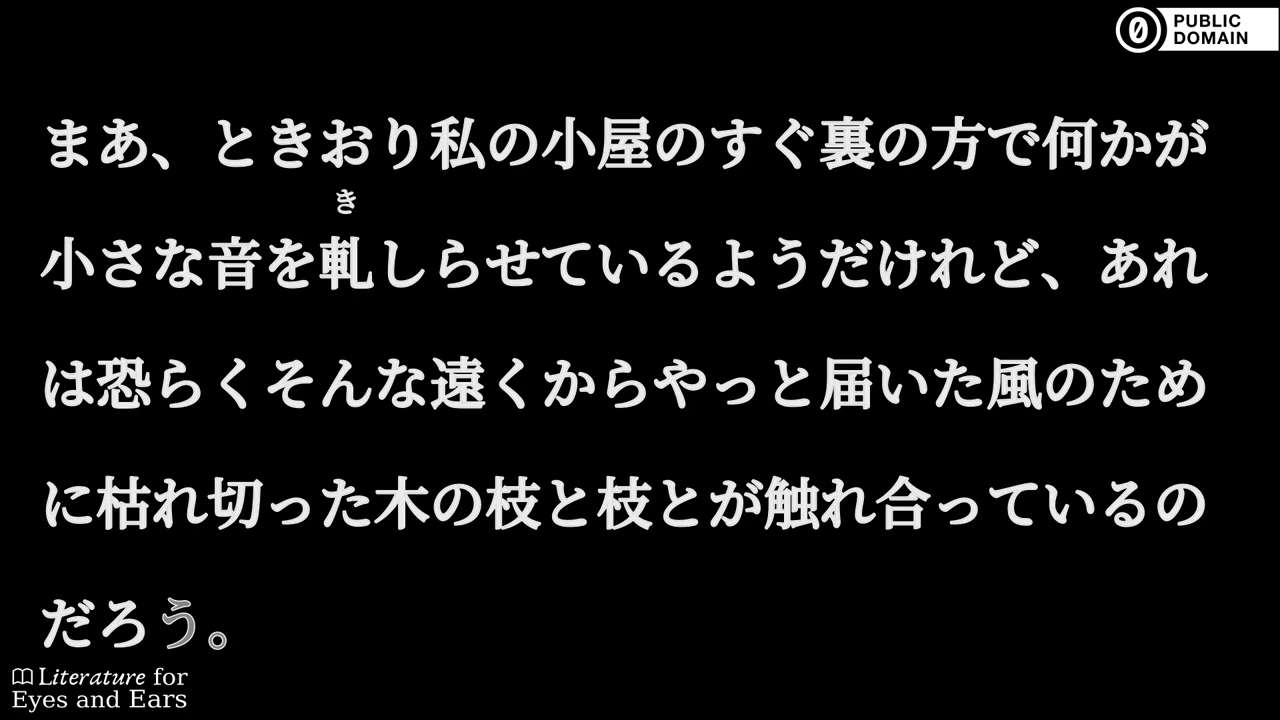 PUBLIC
DOMAIN
まあ、ときおり私の小屋のすぐ裏の方で何かが
き
小さな音を軋しらせているようだけれど、あれ
は恐らくそんな遠くからやっと届いた風のため
に枯れ切った木の枝と枝とが触れ合っているの
だろう。
Literature for
Eyes and Ears